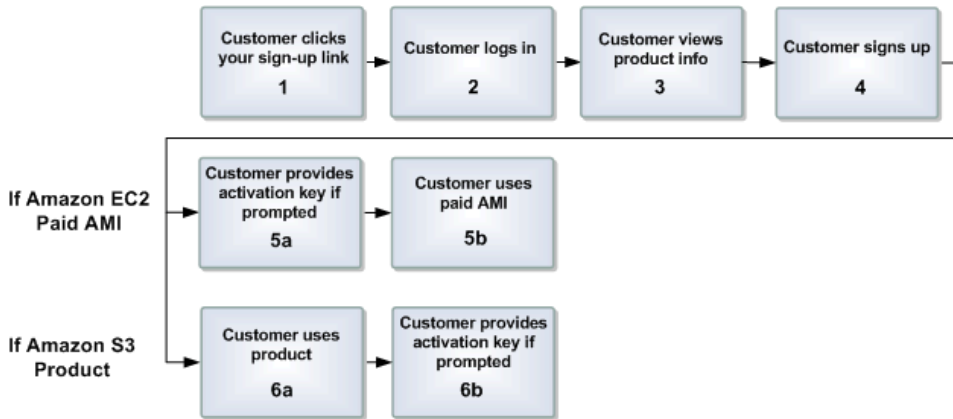 Customer clicks
your sign-up link
1
Customer logs in
2
Customer views
product info
3
Customer signs up
4
If Amazon EC2
Paid AMI
Customer provides
activation key if
prompted
5a
Customer uses
paid AMI
5b
If Amazon S3
Product
Customer uses
product
6a
Customer provides
activation key if
prompted
6b